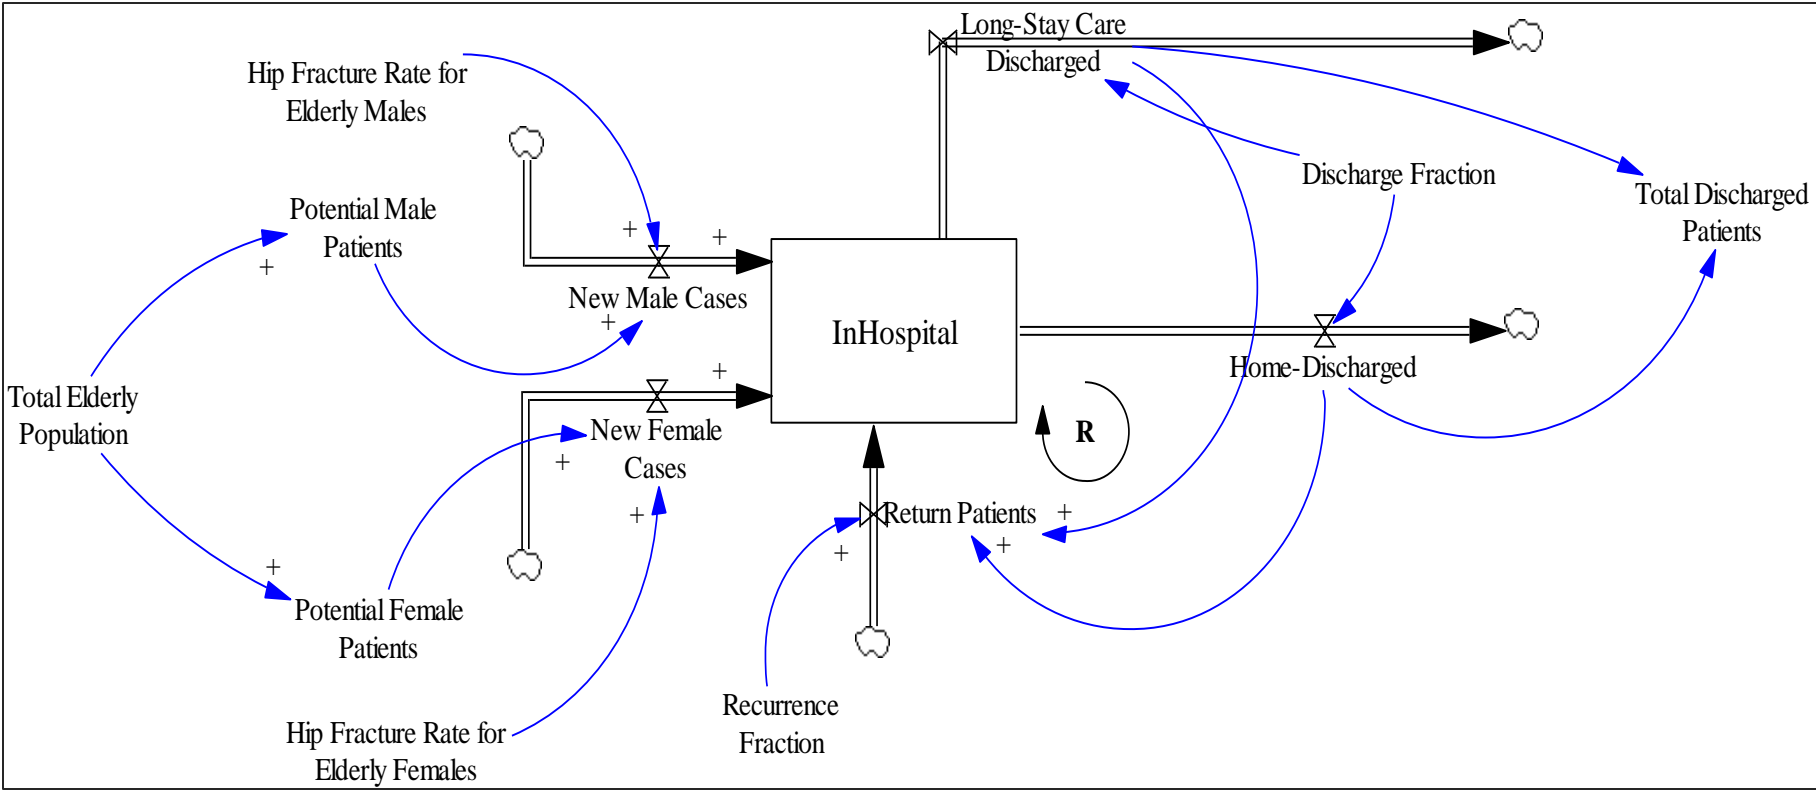 Long-Stay Care
Discharged
Hip Fracture Rate for
Elderly Males
Discharge Fraction
Total Discharged
Patients
Potential Male
Patients
+
+
+
New Male Cases
+
InHospital
Home-Discharged
Total Elderly
Population
+
New Female
Cases
+
R
+
Return Patients
+
+
+
+
Potential Female
Patients
Recurrence
Fraction
Hip Fracture Rate for
Elderly Females